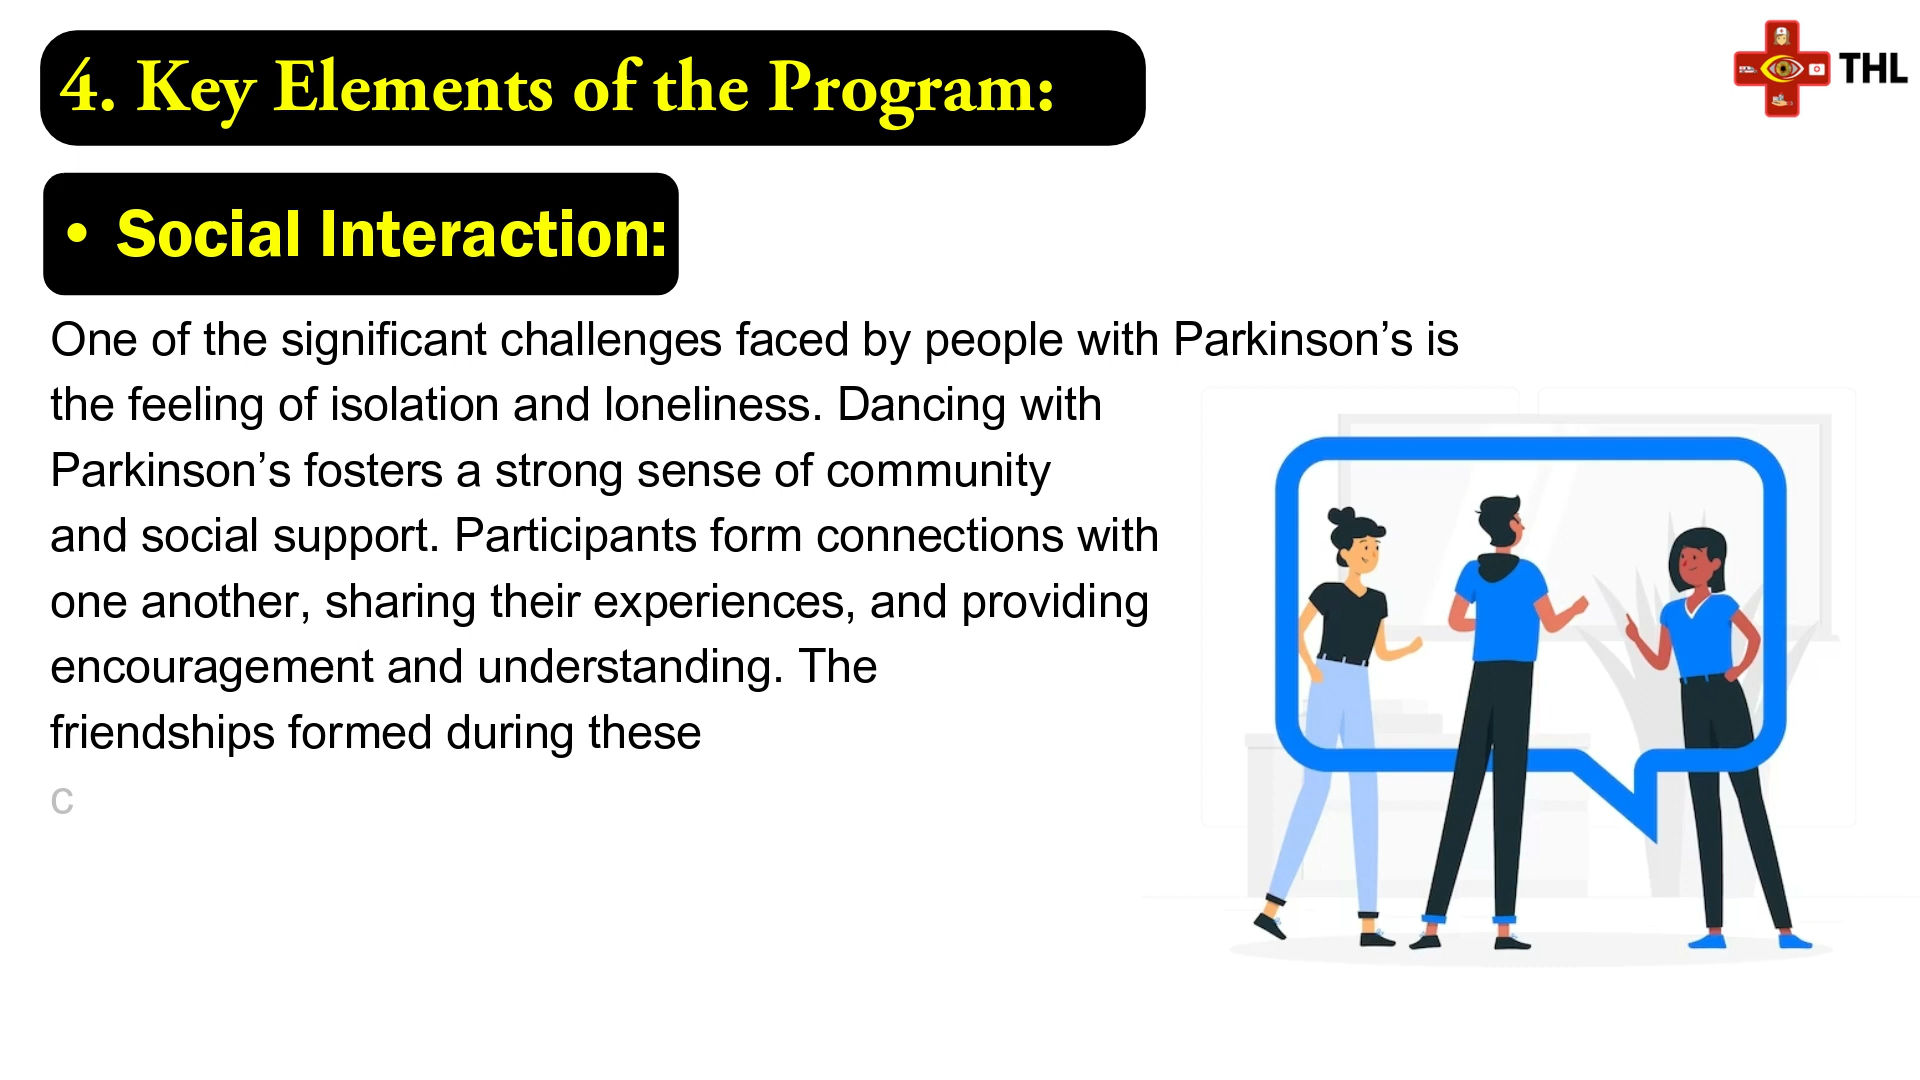 4. Key Elements of the Program:
THL
• Social Interaction:
One of the significant challenges faced by people with Parkinson’s is
the feeling of isolation and loneliness. Dancing with
Parkinson’s fosters a strong sense of community
and social support. Participants form connections with
one another, sharing their experiences, and providing
encouragement and understanding. The
friendships formed during these
c